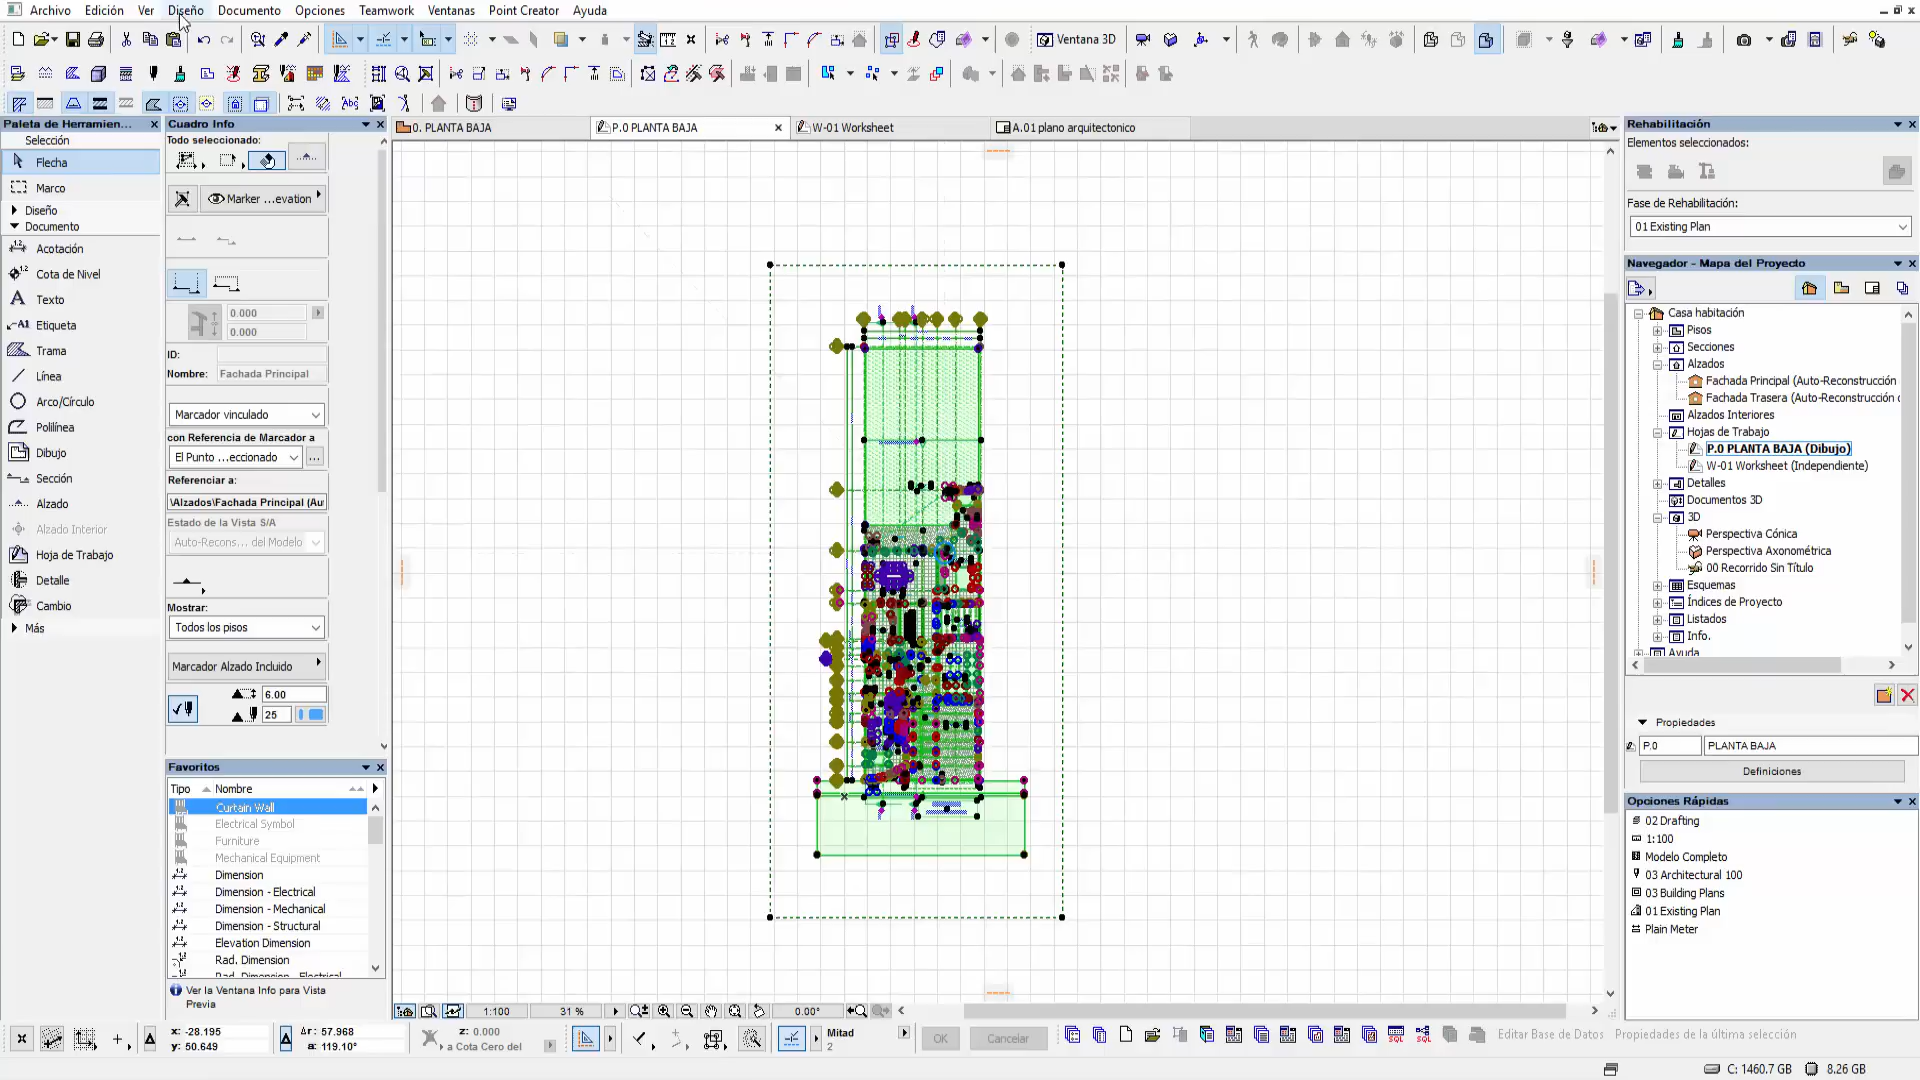 Archivo Edición Ver Diseño Documento Opciones Teamwork Ventanas Point Creator Ayuda
Ventana 3D
Paleta de Herramien...
Selección
Flecha
Marco
Diseño
Documento
Acotación
Cota de Nivel
Texto
Etiqueta
Trama
Línea
Arco/Círculo
Polilínea
Dibujo
Sección
Alzado
Alzado Interior
Hoja de Trabajo
Detalle
Cambio
Más
Cuadro Info
Todo seleccionado:
Marker ...evation
0.000
0.000
ID:
Nombre: Fachada Principal
Marcador vinculado
con Referencia de Marcador a
El Punto ...eccionado
Referenciar a:
\Alzados\Fachada Principal (Au
Estado de la Vista S/A
Auto-Recons... del Modelo
Mostrar:
Todos los pisos
Marcador Alzado Incluido
6.00
25
Favoritos
Tipo Nombre
Curtain Wall
Electrical Symbol
Furniture
Mechanical Equipment
Dimension
Dimension - Electrical
Dimension - Mechanical
Dimension - Structural
Elevation Dimension
Rad. Dimension
Rad. Dimension - Electrical
Ver la Ventana Info para Vista
Previa
0. PLANTA BAJA
P.0 PLANTA BAJA
W-01 Worksheet
A.01 plano arquitectonico
Rehabilitación
Elementos seleccionados:
Fase de Rehabilitación:
01 Existing Plan
Navegador - Mapa del Proyecto
Casa habitación
Pisos
Secciones
Alzados
Fachada Principal (Auto-Reconstrucción
Fachada Trasera (Auto-Reconstrucción d
Alzados Interiores
Hojas de Trabajo
P.0 PLANTA BAJA (Dibujo)
W-01 Worksheet (Independiente)
Detalles
Documentos 3D
3D
Perspectiva Cónica
Perspectiva Axonométrica
00 Recorrido Sin Título
Esquemas
Índices de Proyecto
Listados
Info.
Ayuda
Propiedades
P.0 PLANTA BAJA
Definiciones
Opciones Rápidas
02 Drafting
1:100
Modelo Completo
03 Architectural 100
03 Building Plans
01 Existing Plan
Plain Meter
1:100 31 % 0.00°
x: -28.195
y: 50.649
Δr: 57.968
a: 119.10°
z: 0.000
a Cota Cero del
Mitad
2
OK Cancelar
Editar Base de Datos Propiedades de la última selección
C: 1460.7 GB 8.26 GB